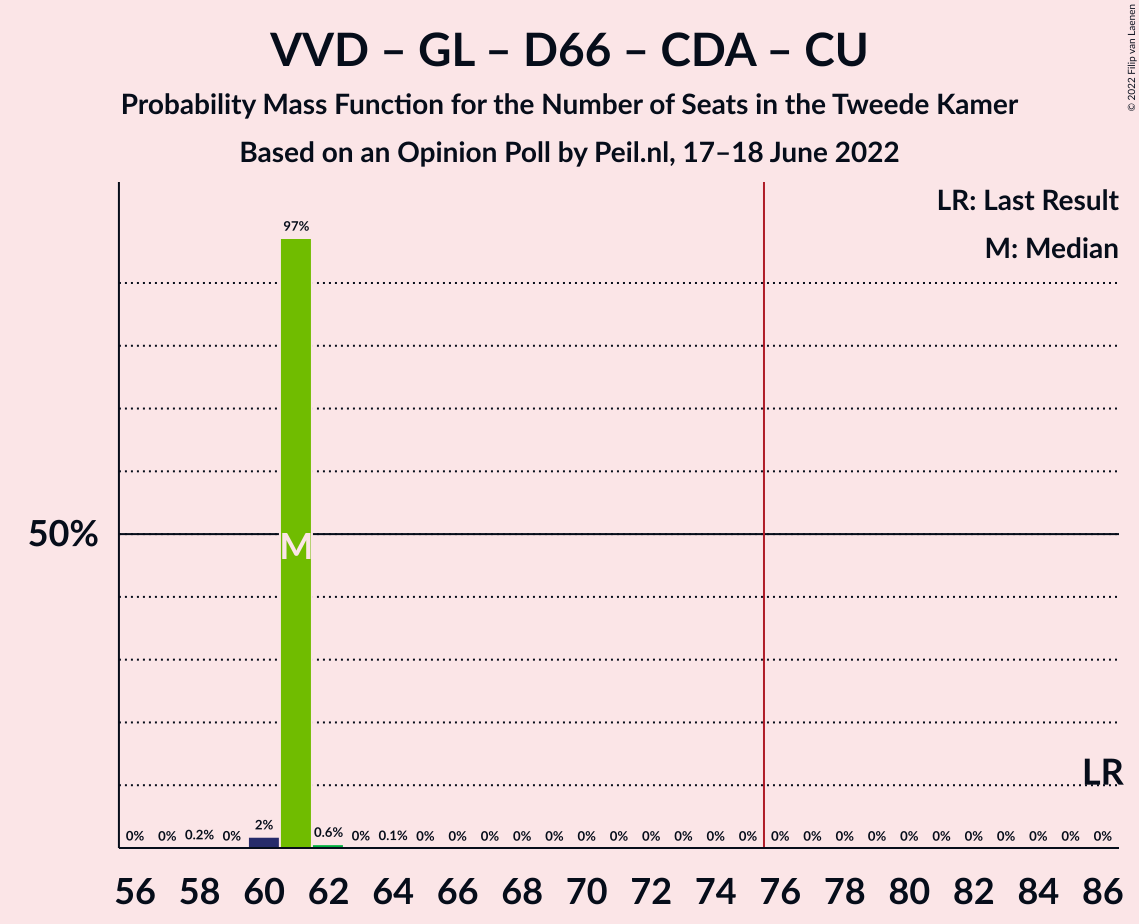 VVD – GL – D66 – CDA – CU
Probability Mass Function for the Number of Seats in the Tweede Kamer
Based on an Opinion Poll by Peil.nl, 17–18 June 2022
© 2022 Filip van Laenen
LR: Last Result
M: Median
97%
50%
M
LR
0% 0% 0.2% 0% 2% 0.6% 0% 0.1% 0% 0% 0% 0% 0% 0% 0% 0% 0% 0% 0% 0% 0% 0% 0% 0% 0% 0% 0% 0% 0% 0%
56 58 60 62 64 66 68 70 72 74 76 78 80 82 84 86